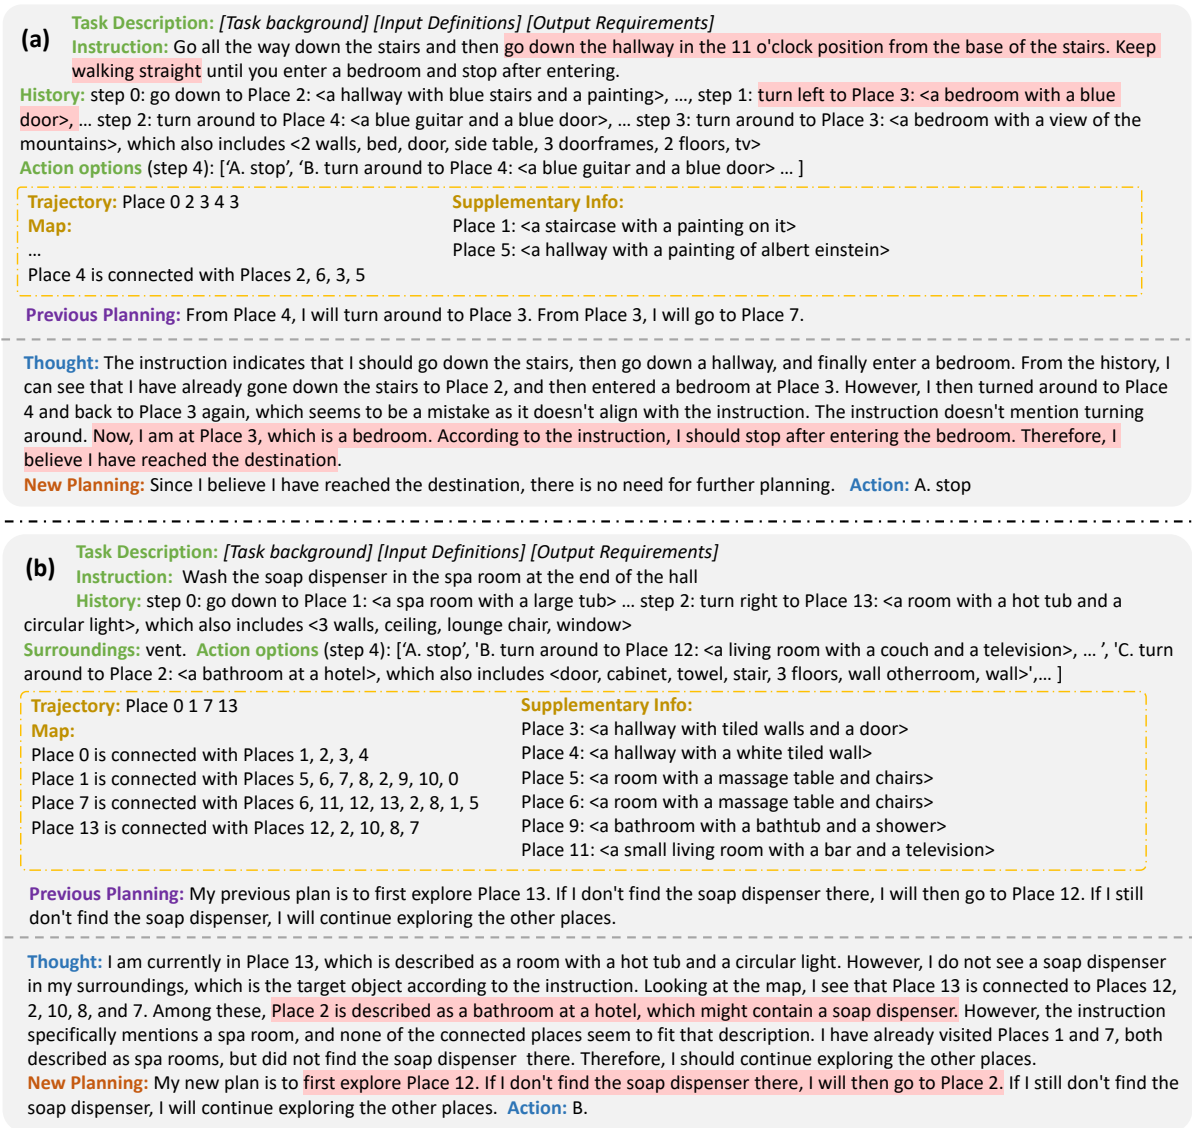 (a)
Task Description: [Task background] [Input Definitions] [Output Requirements]
Instruction: Go all the way down the stairs and then go down the hallway in the 11 o'clock position from the base of the stairs. Keep
walking straight until you enter a bedroom and stop after entering.
History: step 0: go down to Place 2: <a hallway with blue stairs and a painting>, ..., step 1: turn left to Place 3: <a bedroom with a blue
door>, ... step 2: turn around to Place 4: <a blue guitar and a blue door>, ... step 3: turn around to Place 3: <a bedroom with a view of the
mountains>, which also includes <2 walls, bed, door, side table, 3 doorframes, 2 floors, tv>
Action options (step 4): ['A. stop', 'B. turn around to Place 4: <a blue guitar and a blue door> ... ]
Trajectory: Place 0 2 3 4 3
Map:
...
Place 4 is connected with Places 2, 6, 3, 5
Supplementary Info:
Place 1: <a staircase with a painting on it>
Place 5: <a hallway with a painting of albert einstein>
Previous Planning: From Place 4, I will turn around to Place 3. From Place 3, I will go to Place 7.
Thought: The instruction indicates that I should go down the stairs, then go down a hallway, and finally enter a bedroom. From the history, I
can see that I have already gone down the stairs to Place 2, and then entered a bedroom at Place 3. However, I then turned around to Place
4 and back to Place 3 again, which seems to be a mistake as it doesn't align with the instruction. The instruction doesn't mention turning
around. Now, I am at Place 3, which is a bedroom. According to the instruction, I should stop after entering the bedroom. Therefore, I
believe I have reached the destination.
New Planning: Since I believe I have reached the destination, there is no need for further planning. Action: A. stop
(b)
Task Description: [Task background] [Input Definitions] [Output Requirements]
Instruction: Wash the soap dispenser in the spa room at the end of the hall
History: step 0: go down to Place 1: <a spa room with a large tub> ... step 2: turn right to Place 13: <a room with a hot tub and a
circular light>, which also includes <3 walls, ceiling, lounge chair, window>
Surroundings: vent. Action options (step 4): ['A. stop', 'B. turn around to Place 12: <a living room with a couch and a television>, ... ', 'C. turn
around to Place 2: <a bathroom at a hotel>, which also includes <door, cabinet, towel, stair, 3 floors, wall otherroom, wall>',... ]
Trajectory: Place 0 1 7 13
Map:
Place 0 is connected with Places 1, 2, 3, 4
Place 1 is connected with Places 5, 6, 7, 8, 2, 9, 10, 0
Place 7 is connected with Places 6, 11, 12, 13, 2, 8, 1, 5
Place 13 is connected with Places 12, 2, 10, 8, 7
Supplementary Info:
Place 3: <a hallway with tiled walls and a door>
Place 4: <a hallway with a white tiled wall>
Place 5: <a room with a massage table and chairs>
Place 6: <a room with a massage table and chairs>
Place 9: <a bathroom with a bathtub and a shower>
Place 11: <a small living room with a bar and a television>
Previous Planning: My previous plan is to first explore Place 13. If I don't find the soap dispenser there, I will then go to Place 12. If I still
don't find the soap dispenser, I will continue exploring the other places.
Thought: I am currently in Place 13, which is described as a room with a hot tub and a circular light. However, I do not see a soap dispenser
in my surroundings, which is the target object according to the instruction. Looking at the map, I see that Place 13 is connected to Places 12,
2, 10, 8, and 7. Among these, Place 2 is described as a bathroom at a hotel, which might contain a soap dispenser. However, the instruction
specifically mentions a spa room, and none of the connected places seem to fit that description. I have already visited Places 1 and 7, both
described as spa rooms, but did not find the soap dispenser there. Therefore, I should continue exploring the other places.
New Planning: My new plan is to first explore Place 12. If I don't find the soap dispenser there, I will then go to Place 2. If I still don't find the
soap dispenser, I will continue exploring the other places. Action: B.